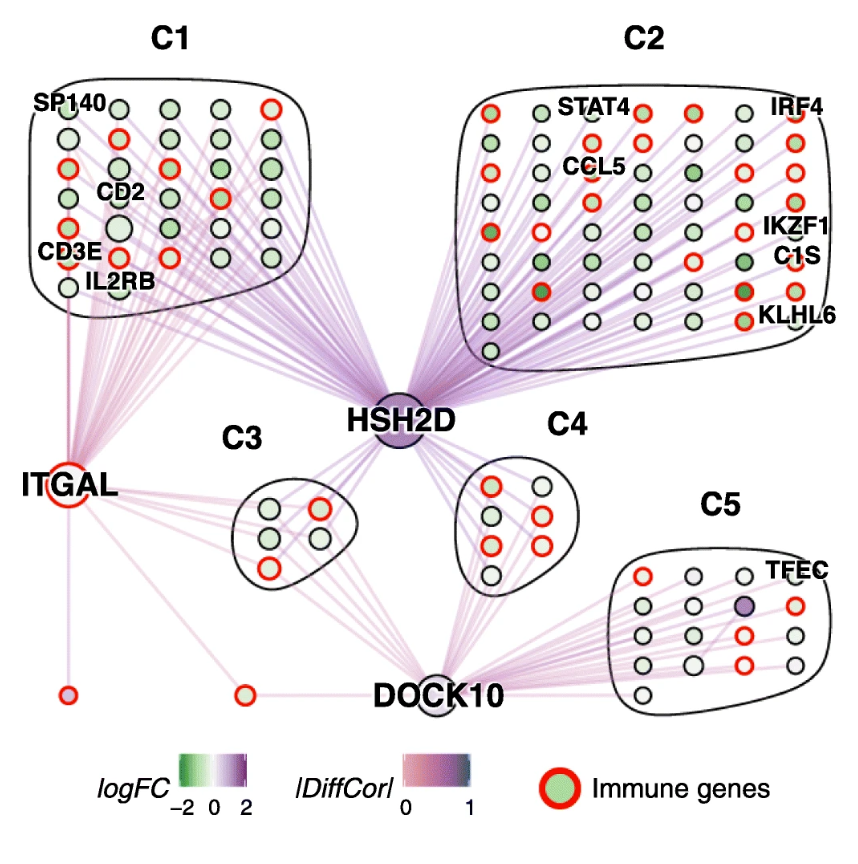 C1
C2
SP140
STAT4
IRF4
CCL5
CD2
IKZF1
CD3E
C1S
IL2RB
KLHL6
HSH2D
C3
C4
ITGAL
C5
TFEC
DOCK10
logFC
−2 0 2
|DiffCor|
0 1
Immune genes